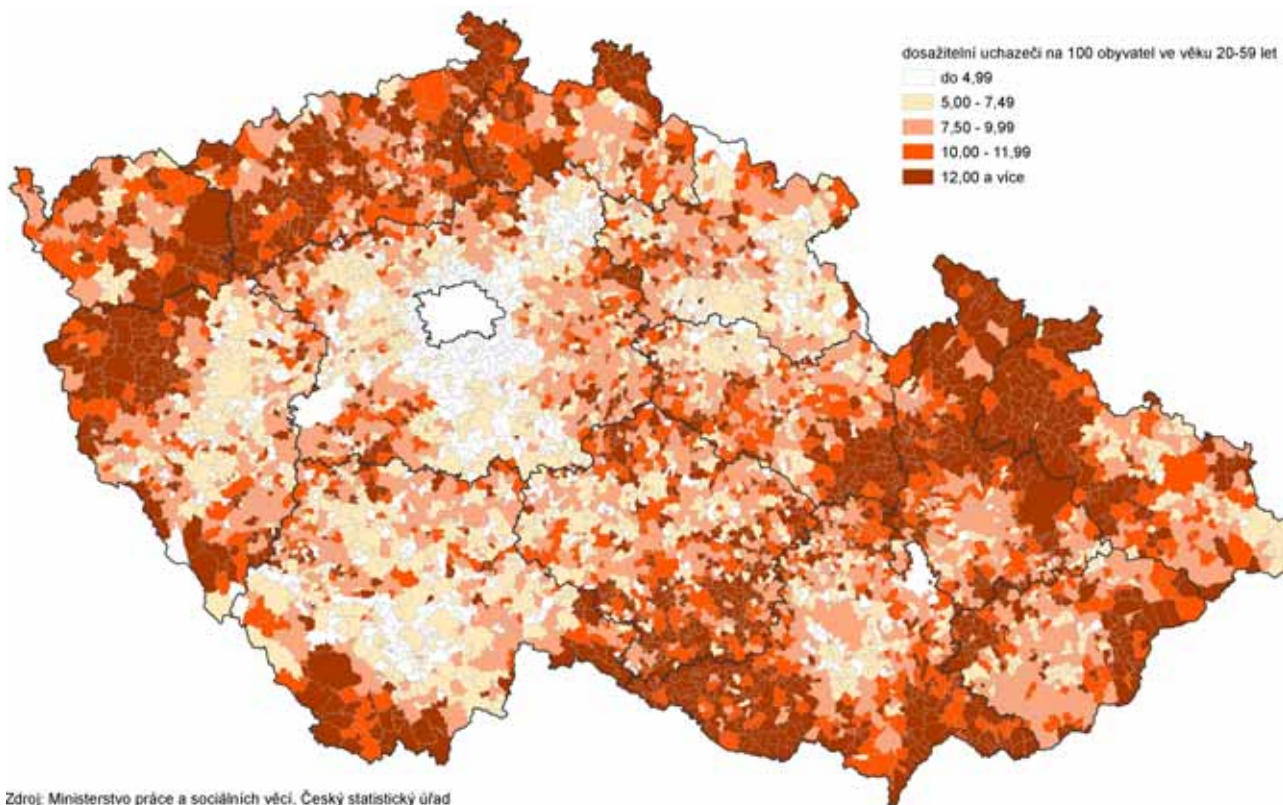 dosažitelní uchazeči na 100 obyvatel ve věku 20-59 let
do 4,99
5,00 - 7,49
7,50 - 9,99
10,00 - 11,99
12,00 a více
Zdroj: Ministerstvo práce a sociálních věcí, Český statistický úřad